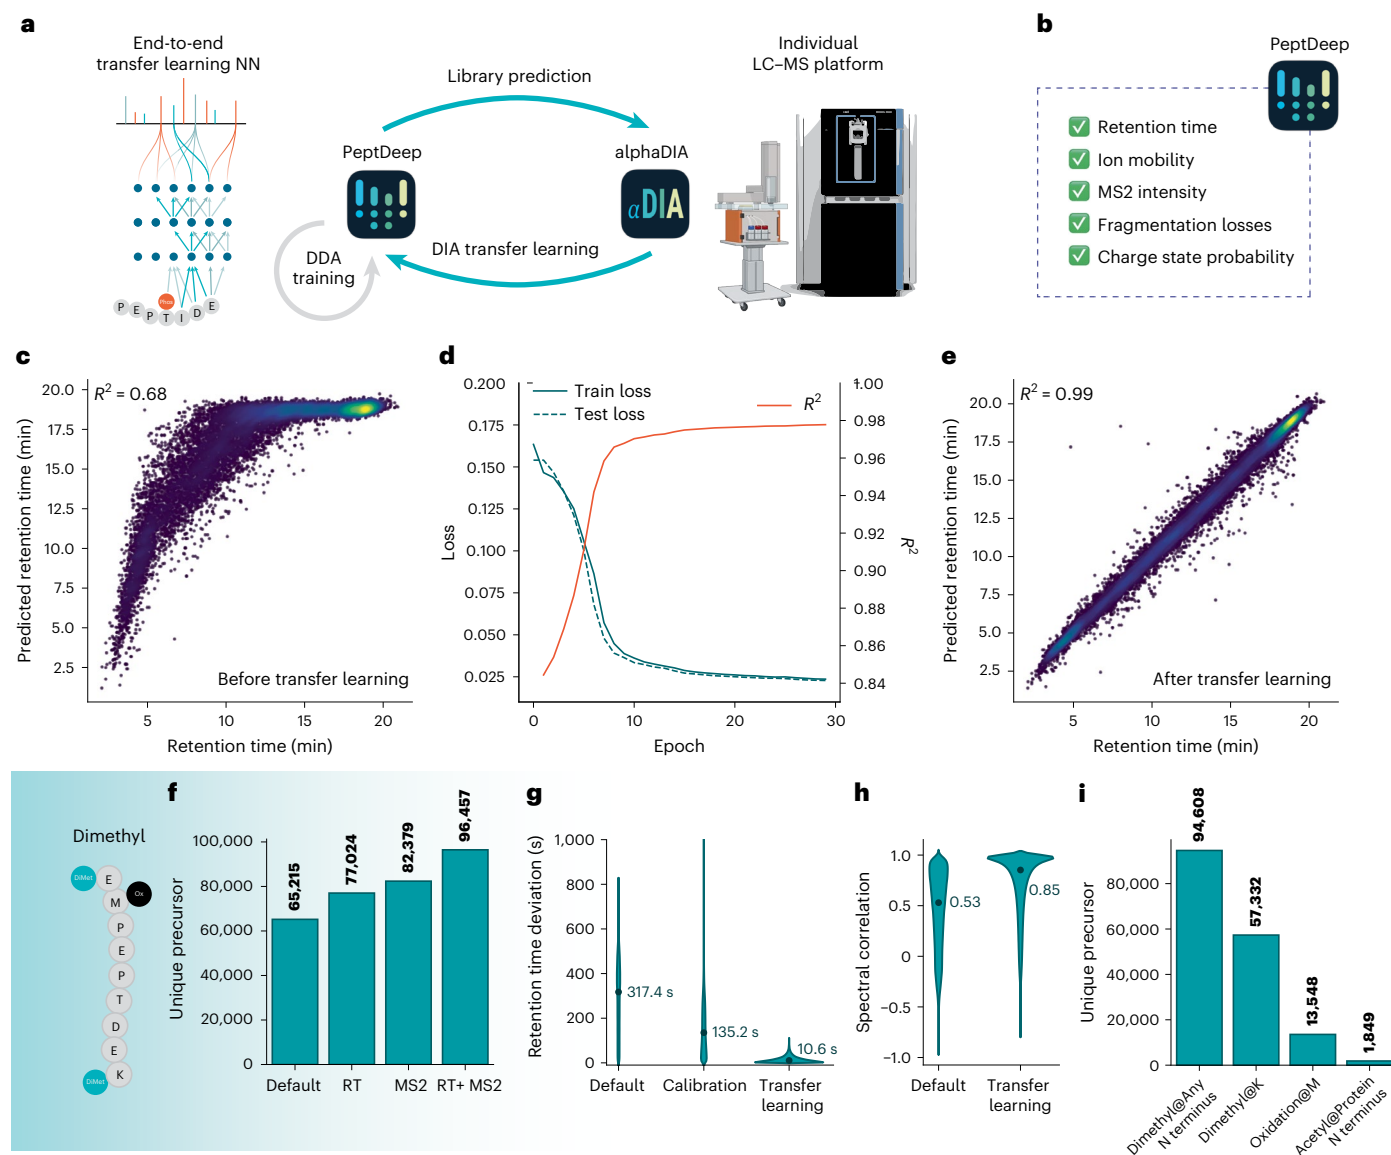 a
End-to-end
transfer learning NN
Library prediction
Individual
LC–MS platform
PeptDeep
alphaDIA
αDIA
DDA
training
DIA transfer learning
Phos
P E P T I D E
b
PeptDeep
Retention time
Ion mobility
MS2 intensity
Fragmentation losses
Charge state probability
c
R² = 0.68
Predicted retention time (min)
20.0
17.5
15.0
12.5
10.0
7.5
5.0
2.5
Before transfer learning
5 10 15 20
Retention time (min)
d
Train loss
Test loss
R²
Loss
0.200
0.175
0.150
0.125
0.100
0.075
0.050
0.025
1.00
0.98
0.96
0.94
0.92
0.90
0.88
0.86
0.84
R²
0 10 20 30
Epoch
e
R² = 0.99
Predicted retention time (min)
20.0
17.5
15.0
12.5
10.0
7.5
5.0
2.5
After transfer learning
5 10 15 20
Retention time (min)
Dimethyl
DiMet
E
Ox
M
P
E
P
T
D
E
K
DiMet
f
Unique precursor
100,000
80,000
60,000
40,000
20,000
0
65,215
77,024
82,379
96,457
Default RT MS2 RT+ MS2
g
Retention time deviation (s)
1,000
800
600
400
200
0
317.4 s
135.2 s
10.6 s
Default Calibration Transfer
learning
h
Spectral correlation
1.0
0.5
0
−0.5
−1.0
0.53
0.85
Default Transfer
learning
i
Unique precursor
80,000
60,000
40,000
20,000
0
94,608
57,332
13,548
1,849
Dimethyl@Any
N terminus
Dimethyl@K
Oxidation@M
Acetyl@Protein
N terminus